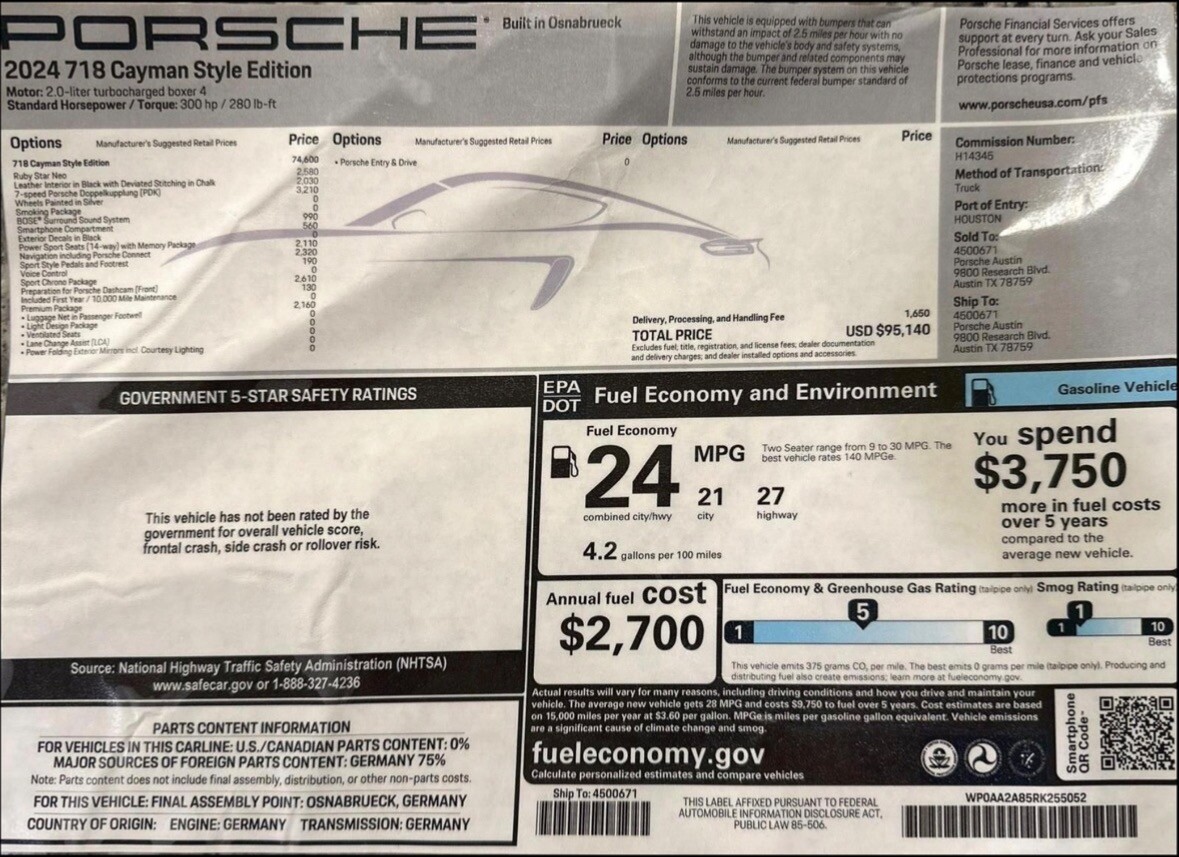 PORSCHE
Built in Osnabrueck
2024 718 Cayman Style Edition
Motor: 2.0-liter turbocharged boxer 4
Standard Horsepower / Torque: 300 hp / 280 lb-ft
This vehicle is equipped with bumpers that can
withstand an impact of 2.5 miles per hour with no
damage to the vehicle's body and safety systems,
although the bumper and related components may
sustain damage. The bumper system on this vehicle
conforms to the current federal bumper standard of
2.5 miles per hour.
Porsche Financial Services offers
support at every turn. Ask your Sales
Professional for more information on
Porsche lease, finance and vehicle
protections programs.
www.porscheusa.com/pfs
Options Manufacturer's Suggested Retail Prices Price
718 Cayman Style Edition 74,600
Ruby Star Neo 2,580
Leather Interior in Black with Deviated Stitching in Chalk 2,030
7-speed Porsche Doppelkupplung (PDK) 3,210
Wheels Painted in Silver 0
Smoking Package 0
BOSE® Surround Sound System 990
Smartphone Compartment 560
Exterior Decals in Black 0
Power Sport Seats (14-way) with Memory Package 2,110
Navigation including Porsche Connect 2,320
Sport Style Pedals and Footrest 190
Voice Control 0
Sport Chrono Package 2,610
Preparation for Porsche Dashcam (Front) 130
Included First Year / 10,000 Mile Maintenance 0
Premium Package 2,160
• Luggage Net in Passenger Footwell 0
• Light Design Package 0
• Ventilated Seats 0
• Lane Change Assist (LCA) 0
• Power Folding Exterior Mirrors incl. Courtesy Lighting 0
Options Manufacturer's Suggested Retail Prices Price
• Porsche Entry & Drive 0
Options Manufacturer's Suggested Retail Prices Price
Delivery, Processing, and Handling Fee 1,650
TOTAL PRICE USD $95,140
Excludes fuel, title, registration, and license fees; dealer documentation
and delivery charges; and dealer installed options and accessories.
Commission Number:
H14345
Method of Transportation:
Truck
Port of Entry:
HOUSTON
Sold To:
4500671
Porsche Austin
9800 Research Blvd.
Austin TX 78759
Ship To:
4500671
Porsche Austin
9800 Research Blvd.
Austin TX 78759
GOVERNMENT 5-STAR SAFETY RATINGS
This vehicle has not been rated by the
government for overall vehicle score,
frontal crash, side crash or rollover risk.
Source: National Highway Traffic Safety Administration (NHTSA)
www.safecar.gov or 1-888-327-4236
PARTS CONTENT INFORMATION
FOR VEHICLES IN THIS CARLINE: U.S./CANADIAN PARTS CONTENT: 0%
MAJOR SOURCES OF FOREIGN PARTS CONTENT: GERMANY 75%
Note: Parts content does not include final assembly, distribution, or other non-parts costs.
FOR THIS VEHICLE: FINAL ASSEMBLY POINT: OSNABRUECK, GERMANY
COUNTRY OF ORIGIN: ENGINE: GERMANY TRANSMISSION: GERMANY
EPA
DOT
Fuel Economy and Environment
Gasoline Vehicle
Fuel Economy
24 MPG
combined city/hwy
21
city
27
highway
4.2 gallons per 100 miles
Two Seater range from 9 to 30 MPG. The
best vehicle rates 140 MPGe.
You spend
$3,750
more in fuel costs
over 5 years
compared to the
average new vehicle.
Annual fuel cost
$2,700
Fuel Economy & Greenhouse Gas Rating (tailpipe only)
1 5 10
Best
Smog Rating (tailpipe only
1 1 10
Best
This vehicle emits 375 grams CO₂ per mile. The best emits 0 grams per mile (tailpipe only). Producing and
distributing fuel also create emissions; learn more at fueleconomy.gov.
Actual results will vary for many reasons, including driving conditions and how you drive and maintain your
vehicle. The average new vehicle gets 28 MPG and costs $9,750 to fuel over 5 years. Cost estimates are based
on 15,000 miles per year at $3.60 per gallon. MPGe is miles per gasoline gallon equivalent. Vehicle emissions
are a significant cause of climate change and smog.
fueleconomy.gov
Calculate personalized estimates and compare vehicles
Smartphone
QR Code™
Ship To: 4500671
THIS LABEL AFFIXED PURSUANT TO FEDERAL
AUTOMOBILE INFORMATION DISCLOSURE ACT,
PUBLIC LAW 85-506.
WP0AA2A85RK255052